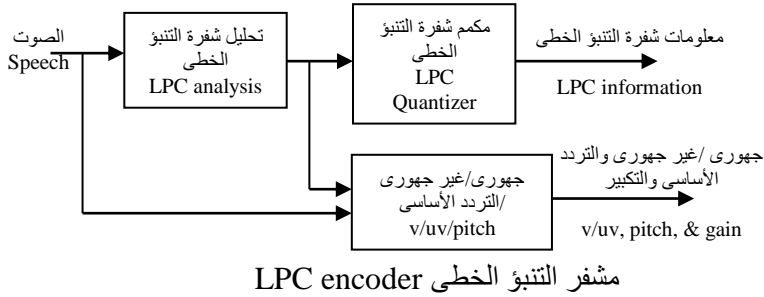 الصوت
Speech
تحليل شفرة التنبؤ
الخطى
LPC analysis
مكمم شفرة التنبؤ
الخطى
LPC
Quantizer
معلومات شفرة التنبؤ الخطى
LPC information
جهورى/غير جهورى
/التردد الأساسى
v/uv/pitch
جهورى /غير جهورى والتردد
الأساسى والتكبير
v/uv, pitch, & gain
مشفر التنبؤ الخطى LPC encoder